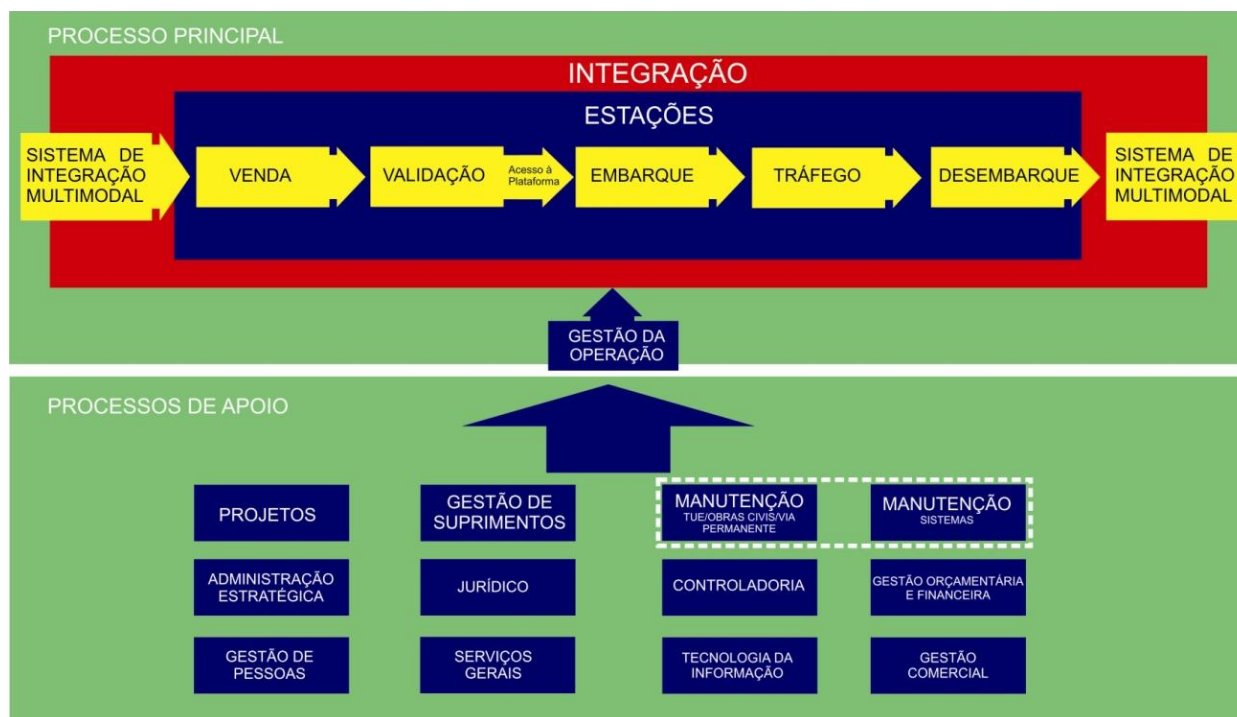 PROCESSO PRINCIPAL
INTEGRAÇÃO
ESTAÇÕES
SISTEMA DE
INTEGRAÇÃO
MULTIMODAL
VENDA
VALIDAÇÃO
Acesso à
Plataforma
EMBARQUE
TRÁFEGO
DESEMBARQUE
SISTEMA DE
INTEGRAÇÃO
MULTIMODAL
GESTÃO DA
OPERAÇÃO
PROCESSOS DE APOIO
PROJETOS
GESTÃO DE
SUPRIMENTOS
MANUTENÇÃO
TUE/OBRAS CIVIS/VIA
PERMANENTE
MANUTENÇÃO
SISTEMAS
ADMINISTRAÇÃO
ESTRATÉGICA
JURÍDICO
CONTROLADORIA
GESTÃO ORÇAMENTÁRIA
E FINANCEIRA
GESTÃO DE
PESSOAS
SERVIÇOS
GERAIS
TECNOLOGIA DA
INFORMAÇÃO
GESTÃO
COMERCIAL